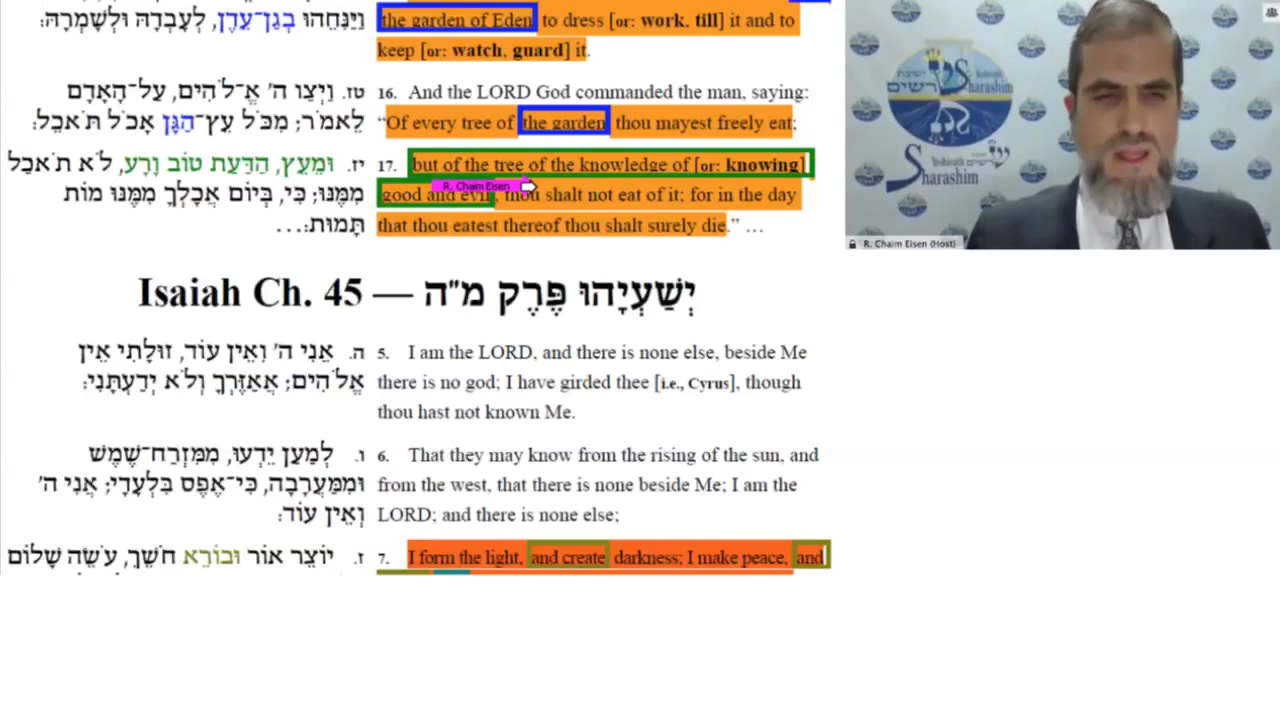 the garden of Eden to dress [or: work, till] it and to
keep [or: watch, guard] it.
וַיַּנִּחֵהוּ בְגַן־עֵדֶן, לְעָבְדָהּ וּלְשָׁמְרָהּ:
16. And the LORD God commanded the man, saying:
“Of every tree of the garden thou mayest freely eat;
טז. וַיְצַו ה' אֱ־לֹהִים, עַל־הָאָדָם
לֵאמֹר; מִכֹּל עֵץ־הַגָּן אָכֹל תֹּאכֵל:
17. but of the tree of the knowledge of [or: knowing]
good and evil, thou shalt not eat of it; for in the day
that thou eatest thereof thou shalt surely die.” …
R. Chaim Eisen
יז. וּמֵעֵץ, הַדַּעַת טוֹב וָרָע, לֹא תֹאכַל
מִמֶּנּוּ; כִּי, בְּיוֹם אֲכָלְךָ מִמֶּנּוּ מוֹת
תָּמוּת:…
Isaiah Ch. 45 — יְשַׁעְיָהוּ פֶּרֶק מ"ה
5. I am the LORD, and there is none else, beside Me
there is no god; I have girded thee [i.e., Cyrus], though
thou hast not known Me.
ה. אֲנִי ה' וְאֵין עוֹד, זוּלָתִי אֵין
אֱלֹהִים; אֲאַזֶּרְךָ וְלֹא יְדַעְתָּנִי:
6. That they may know from the rising of the sun, and
from the west, that there is none beside Me; I am the
LORD; and there is none else;
ו. לְמַעַן יֵדְעוּ, מִמִּזְרַח־שֶׁמֶשׁ
וּמִמַּעֲרָבָה, כִּי־אֶפֶס בִּלְעָדָי; אֲנִי ה'
וְאֵין עוֹד:
7. I form the light, and create darkness; I make peace, and
ז. יוֹצֵר אוֹר וּבוֹרֵא חֹשֶׁךְ, עֹשֶׂה שָׁלוֹם
Yeshivath
Sharashim
ישיבת
שרשים
Yeshivath
Sharashim
R. Chaim Eisen (Host)